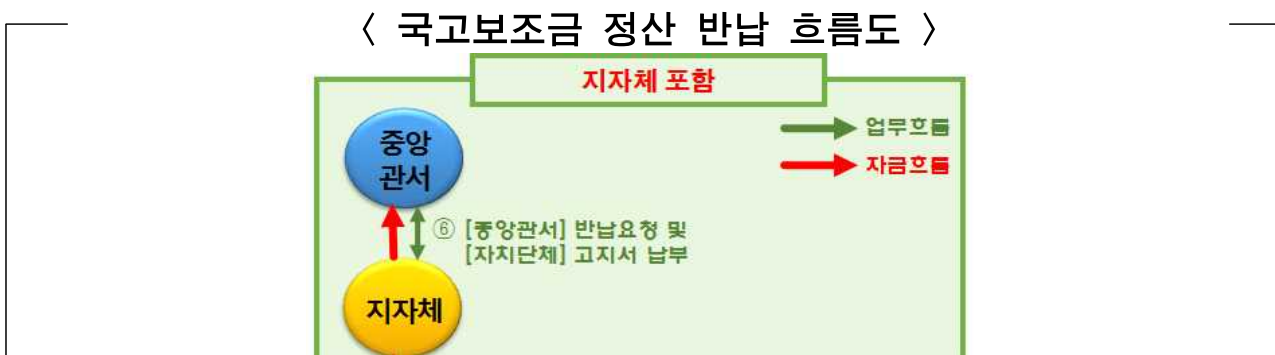 〈 국고보조금 정산 반납 흐름도 〉
지자체 포함
중앙
관서
업무흐름
자금흐름
⑥ [중앙관서] 반납요청 및
[자치단체] 고지서 납부
지자체